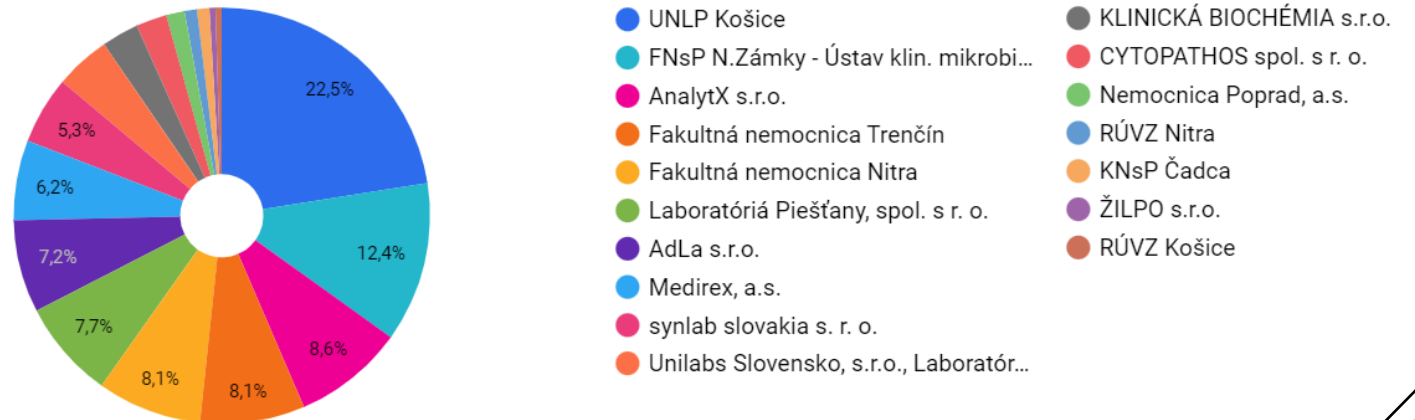 22,5%
12,4%
8,6%
8,1%
8,1%
7,7%
7,2%
6,2%
5,3%
UNLP Košice
FNsP N.Zámky - Ústav klin. mikrobi...
AnalytX s.r.o.
Fakultná nemocnica Trenčín
Fakultná nemocnica Nitra
Laboratóriá Piešťany, spol. s r. o.
AdLa s.r.o.
Medirex, a.s.
synlab slovakia s. r. o.
Unilabs Slovensko, s.r.o., Laboratór...
KLINICKÁ BIOCHÉMIA s.r.o.
CYTOPATHOS spol. s r. o.
Nemocnica Poprad, a.s.
RÚVZ Nitra
KNsP Čadca
ŽILPO s.r.o.
RÚVZ Košice